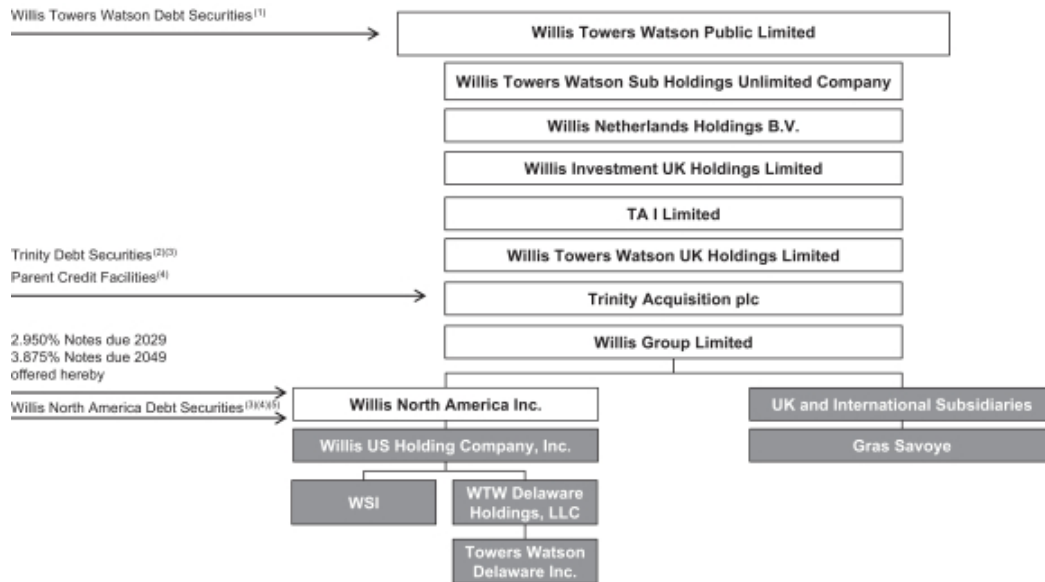 Willis Towers Watson Debt Securities(1)
Willis Towers Watson Public Limited
Willis Towers Watson Sub Holdings Unlimited Company
Willis Netherlands Holdings B.V.
Willis Investment UK Holdings Limited
TA I Limited
Trinity Debt Securities(2)(3)
Willis Towers Watson UK Holdings Limited
Parent Credit Facilities(4)
Trinity Acquisition plc
2.950% Notes due 2029
3.875% Notes due 2049
offered hereby
Willis Group Limited
Willis North America Debt Securities(3)(4)(5)
Willis North America Inc.
UK and International Subsidiaries
Willis US Holding Company, Inc.
Gras Savoye
WSI
WTW Delaware
Holdings, LLC
Towers Watson
Delaware Inc.